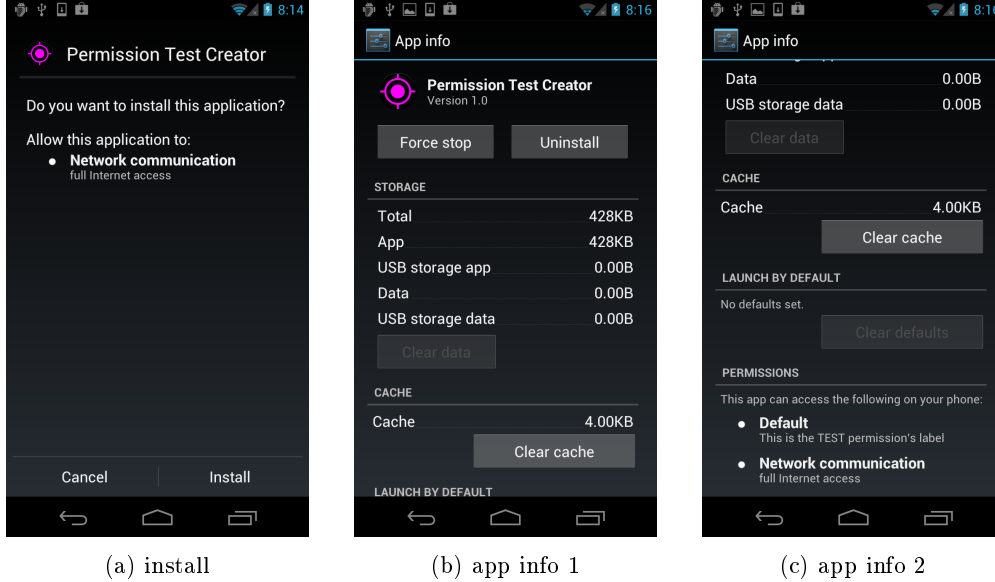 8:14
Permission Test Creator
Do you want to install this application?
Allow this application to:
● Network communication
full Internet access
Cancel
Install
(a) install
8:16
App info
Permission Test Creator
Version 1.0
Force stop
Uninstall
STORAGE
Total 428KB
App 428KB
USB storage app 0.00B
Data 0.00B
USB storage data 0.00B
Clear data
CACHE
Cache 4.00KB
Clear cache
LAUNCH BY DEFAULT
(b) app info 1
8:16
App info
Data 0.00B
USB storage data 0.00B
Clear data
CACHE
Cache 4.00KB
Clear cache
LAUNCH BY DEFAULT
No defaults set.
Clear defaults
PERMISSIONS
This app can access the following on your phone:
● Default
This is the TEST permission's label
● Network communication
full Internet access
(c) app info 2